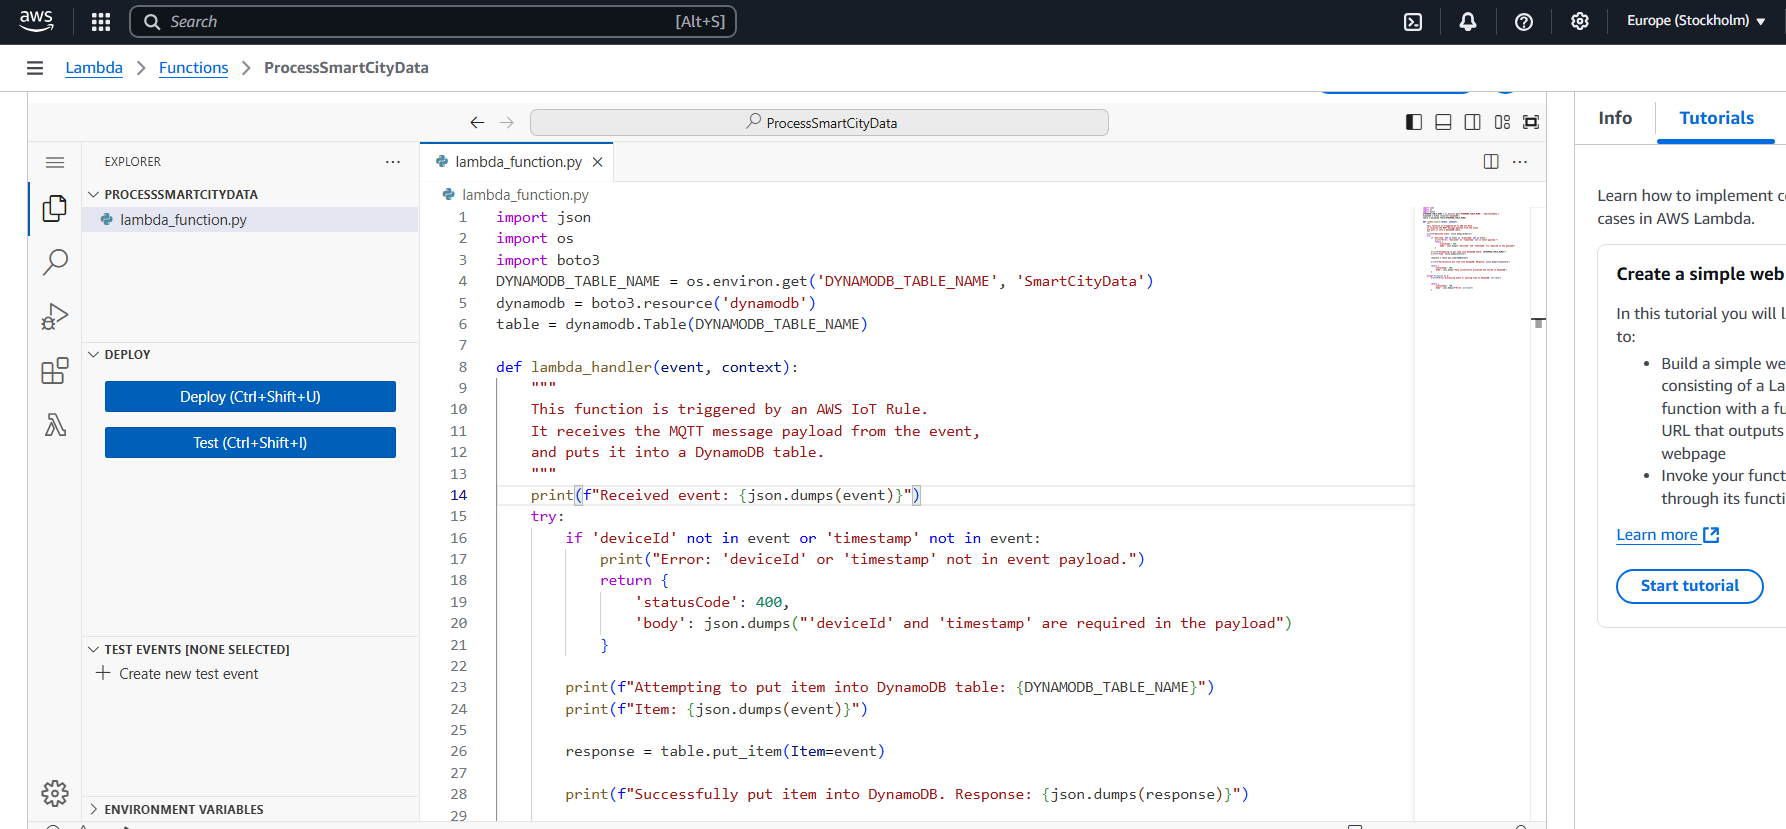 aws
Search [Alt+S]
Europe (Stockholm)
Lambda
Functions
ProcessSmartCityData
ProcessSmartCityData
Info
Tutorials
EXPLORER
PROCESSSMARTCITYDATA
lambda_function.py
DEPLOY
Deploy (Ctrl+Shift+U)
Test (Ctrl+Shift+I)
TEST EVENTS [NONE SELECTED]
Create new test event
ENVIRONMENT VARIABLES
lambda_function.py
lambda_function.py
1 import json
2 import os
3 import boto3
4 DYNAMODB_TABLE_NAME = os.environ.get('DYNAMODB_TABLE_NAME', 'SmartCityData')
5 dynamodb = boto3.resource('dynamodb')
6 table = dynamodb.Table(DYNAMODB_TABLE_NAME)
7
8 def lambda_handler(event, context):
9 """
10 This function is triggered by an AWS IoT Rule.
11 It receives the MQTT message payload from the event,
12 and puts it into a DynamoDB table.
13 """
14 print(f"Received event: {json.dumps(event)}")
15 try:
16 if 'deviceId' not in event or 'timestamp' not in event:
17 print("Error: 'deviceId' or 'timestamp' not in event payload.")
18 return {
19 'statusCode': 400,
20 'body': json.dumps("'deviceId' and 'timestamp' are required in the payload")
21 }
22
23 print(f"Attempting to put item into DynamoDB table: {DYNAMODB_TABLE_NAME}")
24 print(f"Item: {json.dumps(event)}")
25
26 response = table.put_item(Item=event)
27
28 print(f"Successfully put item into DynamoDB. Response: {json.dumps(response)}")
29
Learn how to implement c
cases in AWS Lambda.
Create a simple web
In this tutorial you will l
to:
• Build a simple we
consisting of a La
function with a fu
URL that outputs
webpage
• Invoke your funct
through its functi
Learn more
Start tutorial